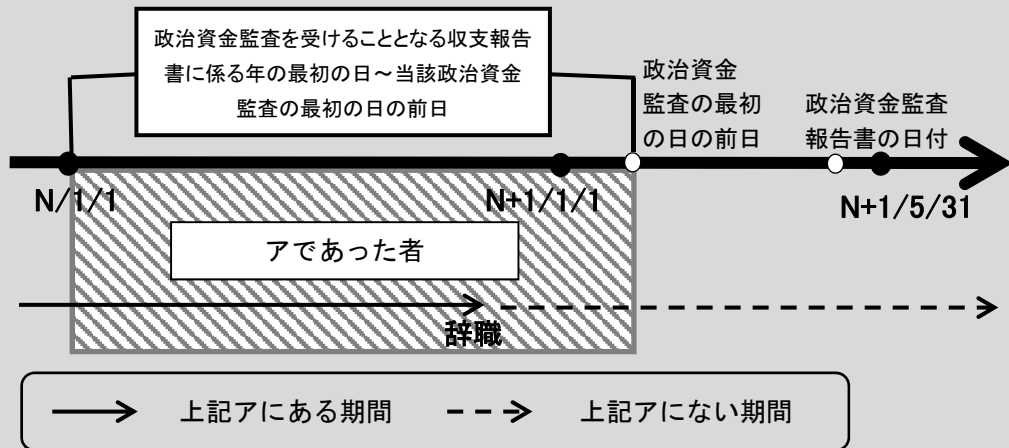 政治資金監査を受けることとなる収支報告
書に係る年の最初の日～当該政治資金
監査の最初の日の前日
政治資金
監査の最初
の日の前日
政治資金監査
報告書の日付
N/1/1
N+1/1/1
N+1/5/31
アであった者
辞職
上記アにある期間
上記アにない期間